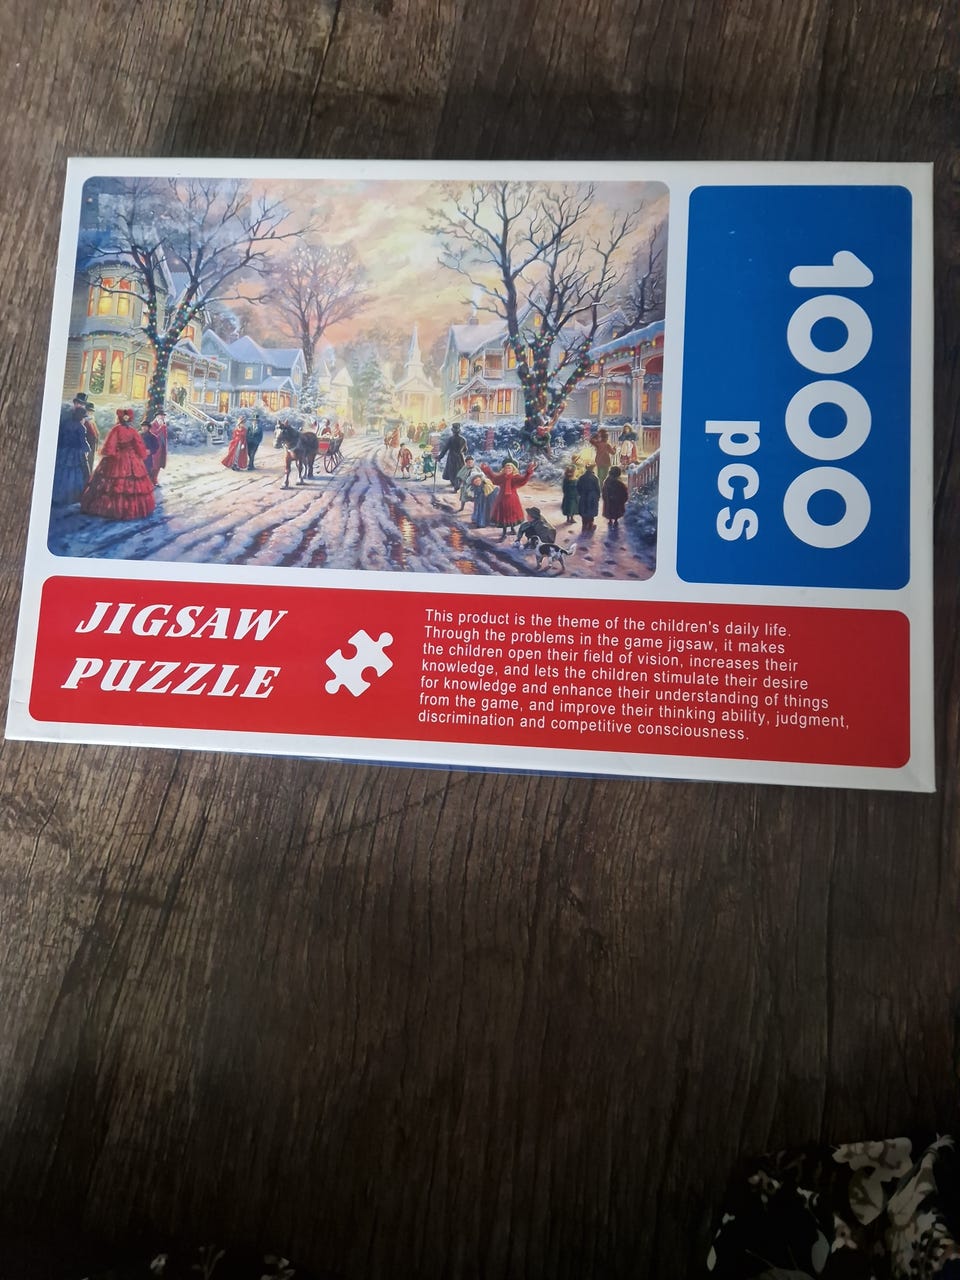 1000
pcs
JIGSAW
PUZZLE
This product is the theme of the children's daily life.
Through the problems in the game jigsaw, it makes
the children open their field of vision, increases their
knowledge, and lets the children stimulate their desire
for knowledge and enhance their understanding of things
from the game, and improve their thinking ability, judgment,
discrimination and competitive consciousness.